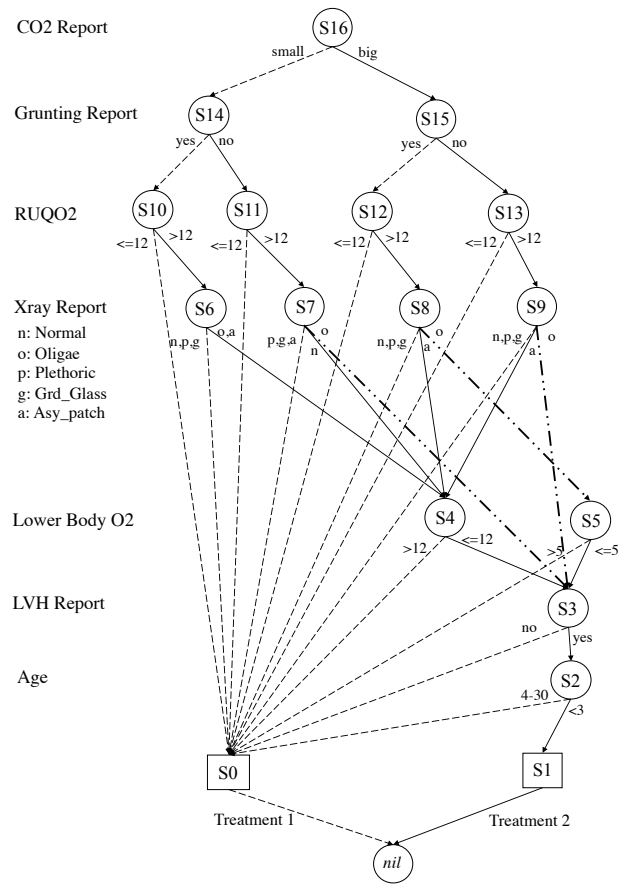 CO2 Report
S16
small
big
Grunting Report
S14
S15
yes
no
yes
no
RUQO2
S10
S11
S12
S13
<=12
>12
<=12
>12
<=12
>12
<=12
>12
Xray Report
S6
S7
S8
S9
n: Normal
o: Oligae
p: Plethoric
g: Grd_Glass
a: Asy_patch
n,p,g
o,a
p,g,a
o
n
n,p,g
o
a
n,p,g
o
a
Lower Body O2
S4
S5
>12
<=12
>5
<=5
LVH Report
S3
no
yes
Age
S2
4-30
<3
S0
S1
Treatment 1
Treatment 2
nil